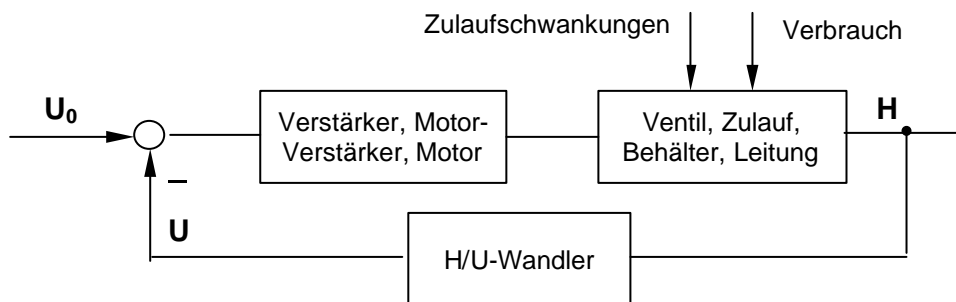 Zulaufschwankungen
Verbrauch
U₀
Verstärker, Motor-
Verstärker, Motor
Ventil, Zulauf,
Behälter, Leitung
H
–
U
H/U-Wandler